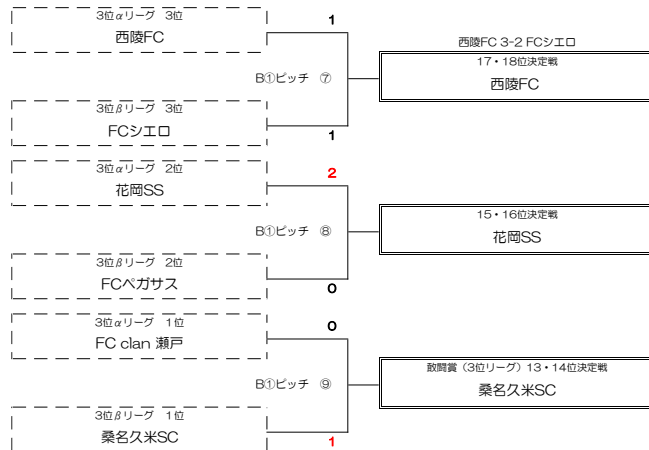 3位αリーグ 3位
西陵FC
1
西陵FC 3-2 FCシエロ
17・18位決定戦
西陵FC
B①ピッチ ⑦
3位βリーグ 3位
FCシエロ
1
3位αリーグ 2位
花岡SS
2
15・16位決定戦
花岡SS
B①ピッチ ⑧
3位βリーグ 2位
FCペガサス
0
3位αリーグ 1位
FC clan 瀬戸
0
敢闘賞（3位リーグ）13・14位決定戦
桑名久米SC
B①ピッチ ⑨
3位βリーグ 1位
桑名久米SC
1